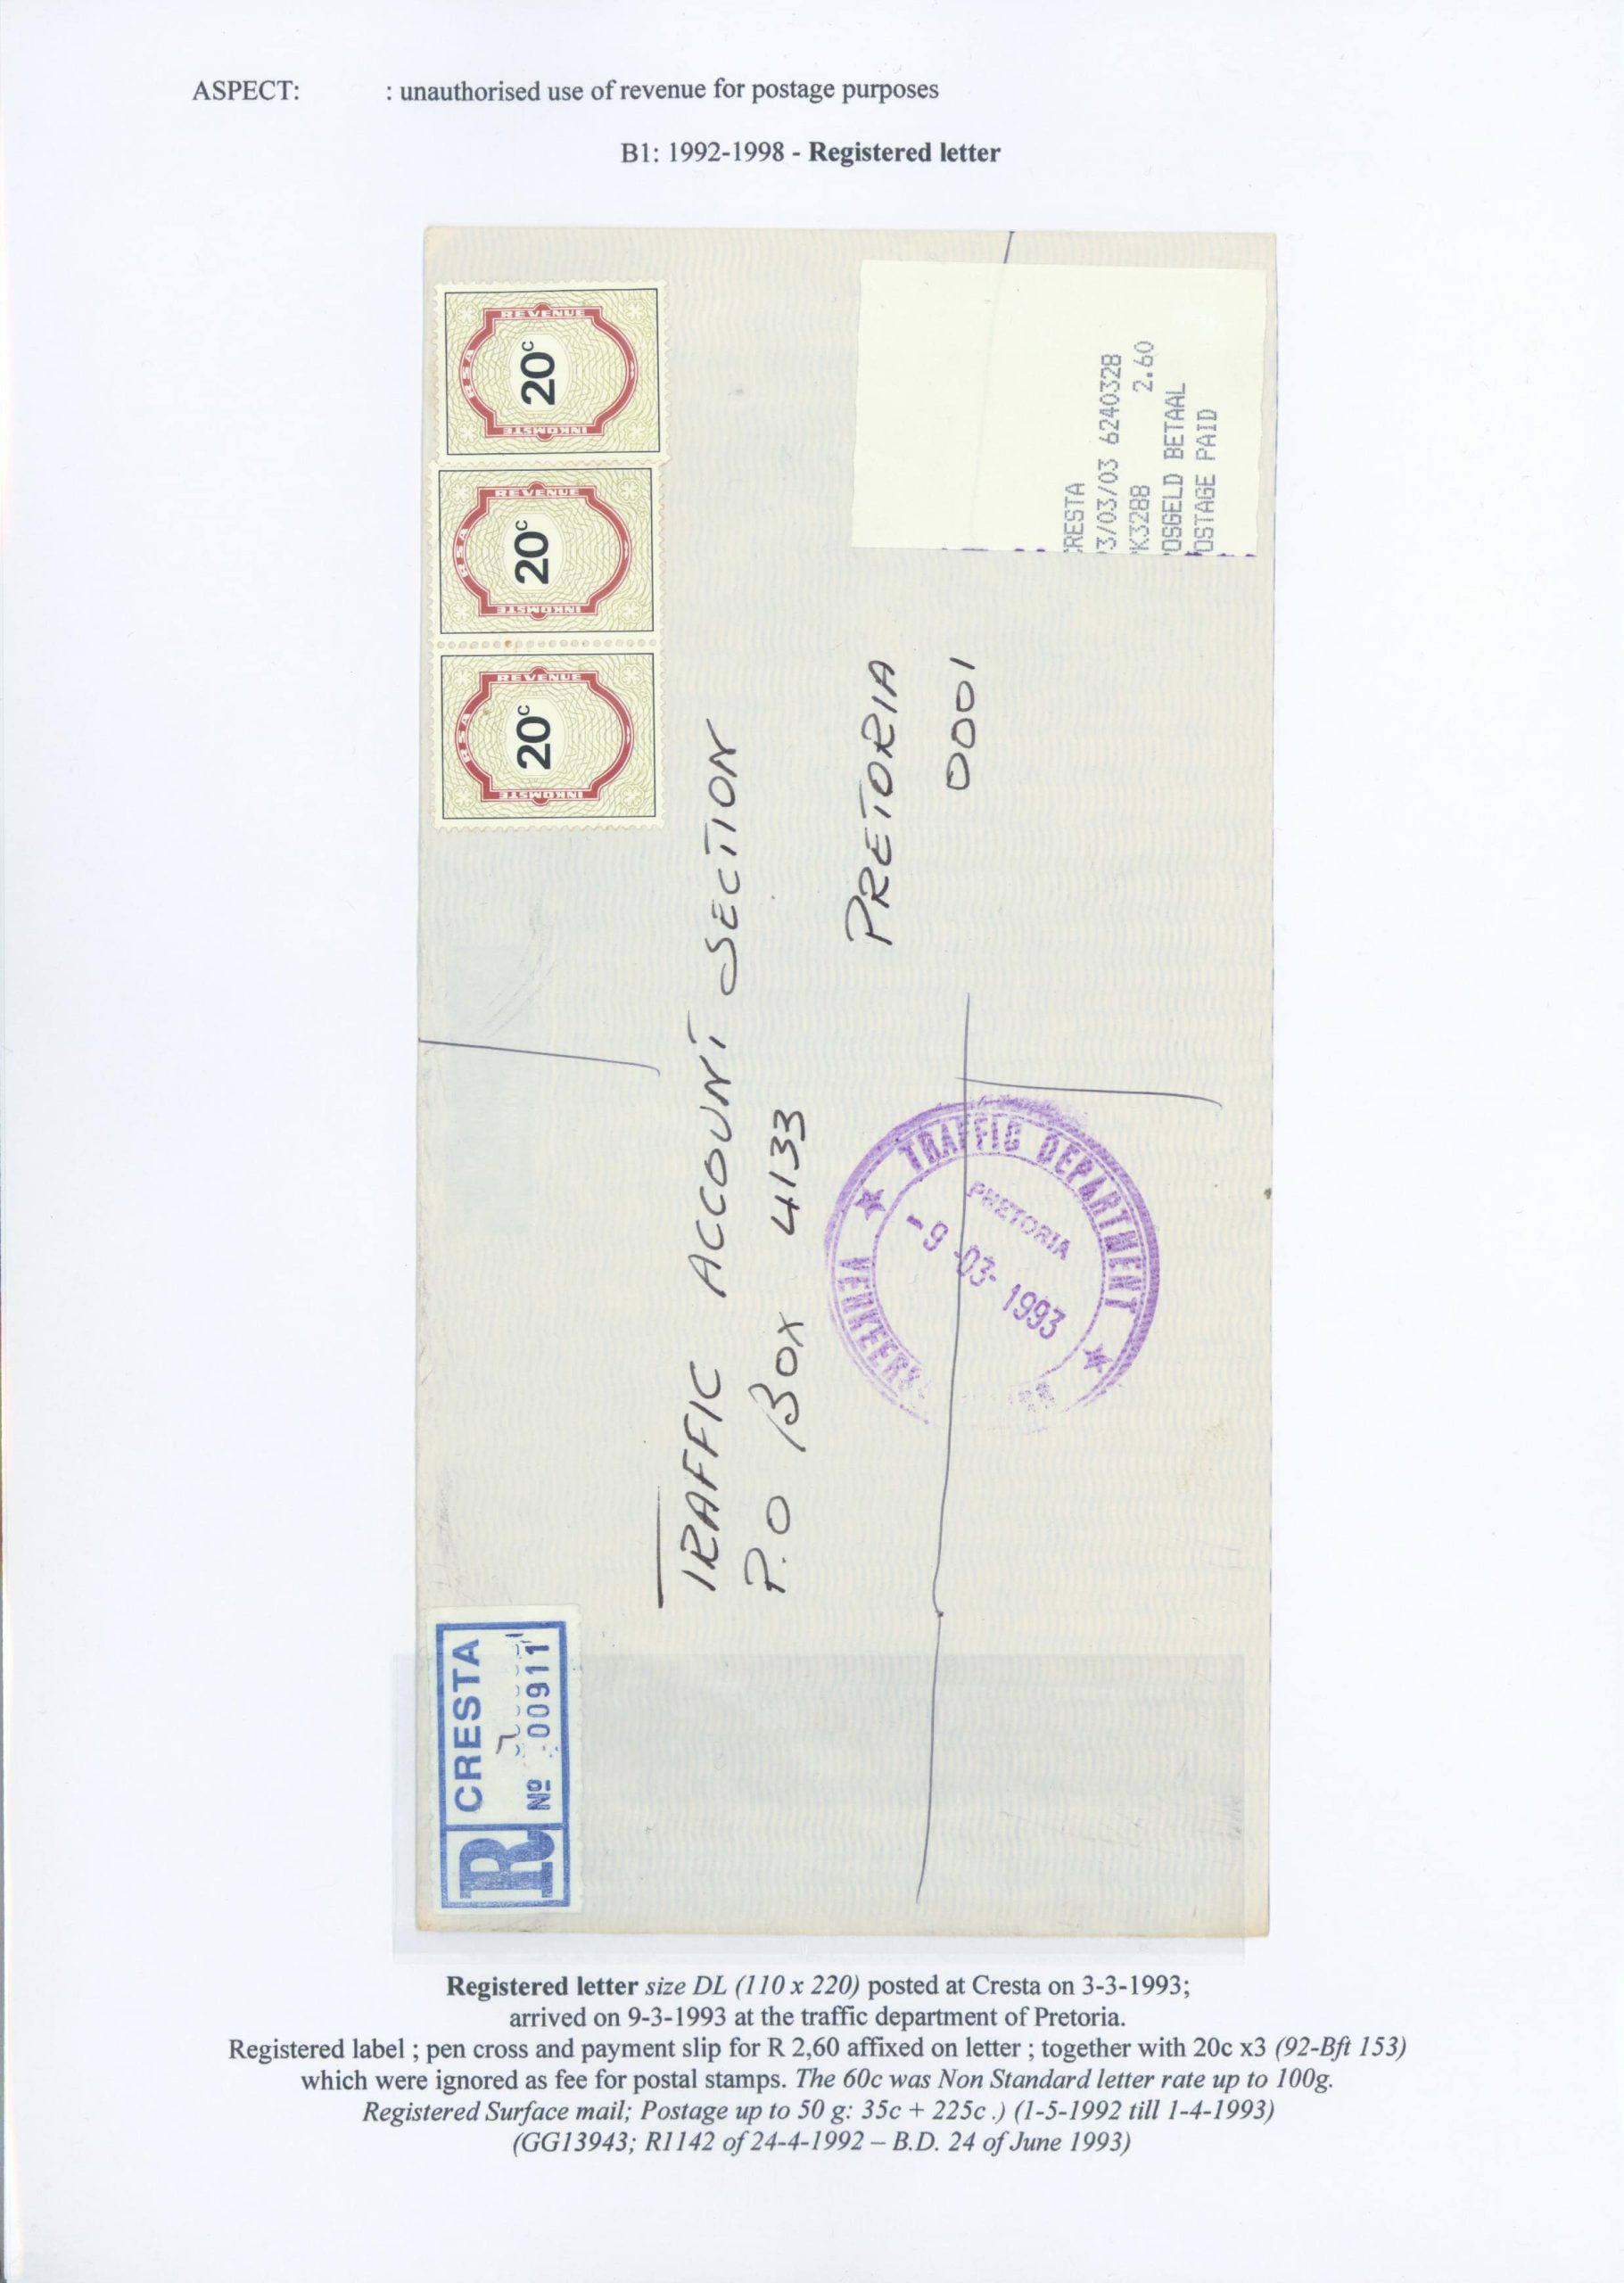 ASPECT: : unauthorised use of revenue for postage purposes
B1: 1992-1998 - Registered letter
RSA
REVENUE
20c
INKOMSTE
RSA
REVENUE
20c
INKOMSTE
RSA
REVENUE
20c
INKOMSTE
RESTA
3/03/03 6240328
K3288 2.60
OSGELD BETAAL
OSTAGE PAID
TRAFFIC ACCOUNT SECTION
P.O BOX 4133
PRETORIA
0001
TRAFFIC DEPARTMENT
PRETORIA
-9-03-1993
R CRESTA
No 00911
Registered letter size DL (110 x 220) posted at Cresta on 3-3-1993;
arrived on 9-3-1993 at the traffic department of Pretoria.
Registered label ; pen cross and payment slip for R 2,60 affixed on letter ; together with 20c x3 (92-Bft 153)
which were ignored as fee for postal stamps. The 60c was Non Standard letter rate up to 100g.
Registered Surface mail; Postage up to 50 g: 35c + 225c .) (1-5-1992 till 1-4-1993)
(GG13943; R1142 of 24-4-1992 – B.D. 24 of June 1993)